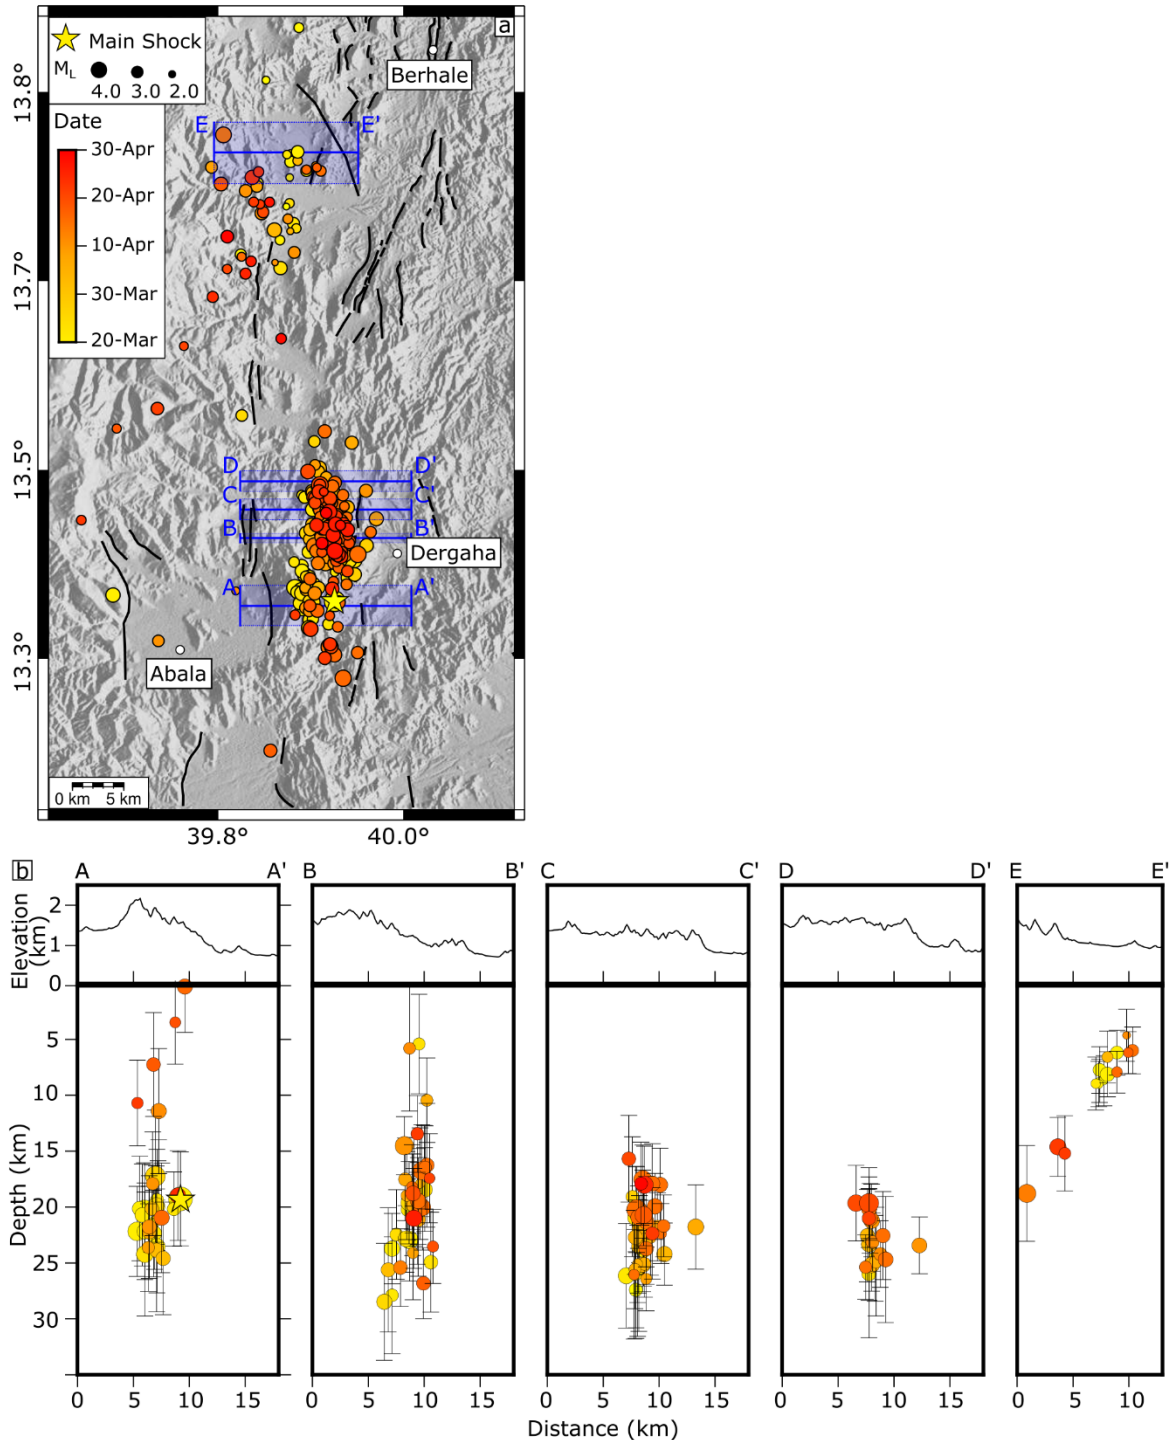 a
Main Shock
ML
4.0 3.0 2.0
Date
30-Apr
20-Apr
10-Apr
30-Mar
20-Mar
Berhale
E E'
D D'
C C'
B B'
Dergaha
A A'
Abala
13.8°
13.7°
13.5°
13.4°
13.3°
0 km 5 km
39.8° 40.0°
b
A A' B B' C C' D D' E E'
Elevation (km)
2
1
0
Depth (km)
5
10
15
20
25
30
0 5 10 15 0 5 10 15 0 5 10 15 0 5 10 15 0 5 10
Distance (km)